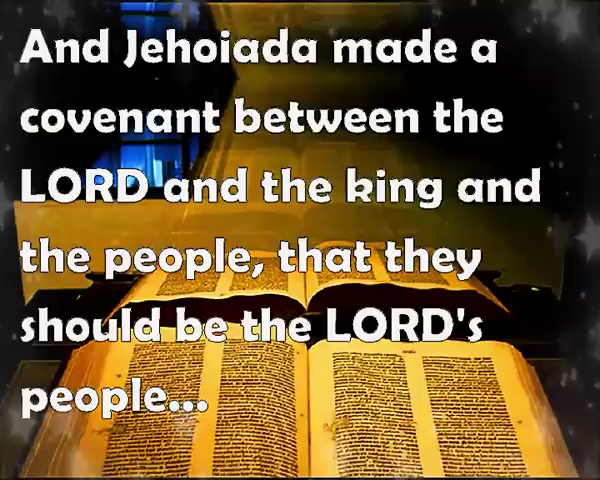 And Jehoiada made a
covenant between the
LORD and the king and
the people, that they
should be the LORD's
people...